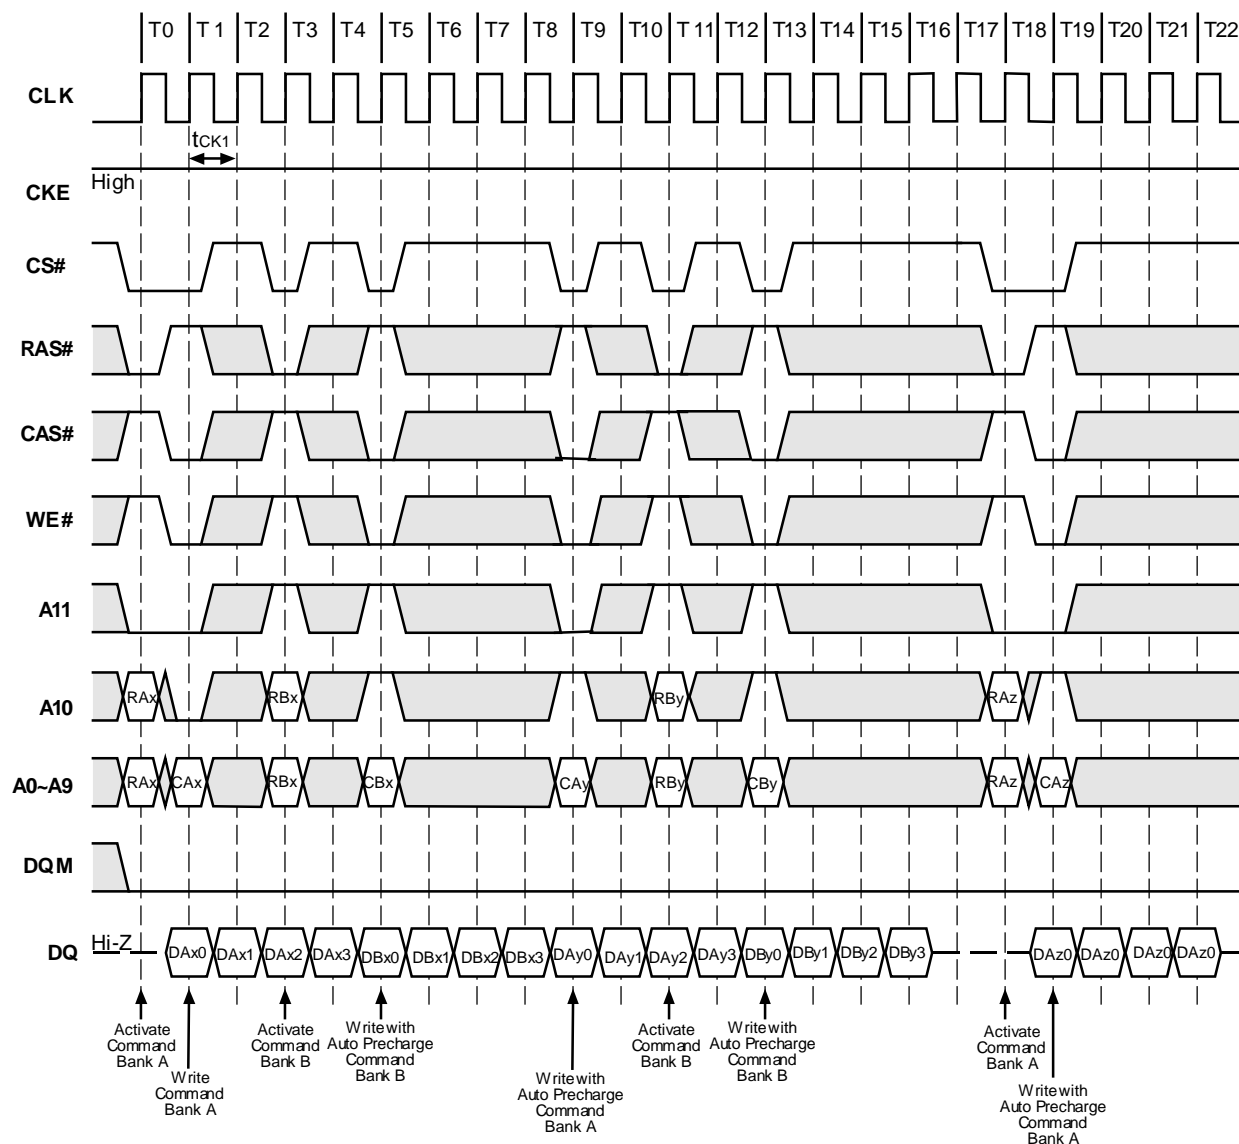 T0 T1 T2 T3 T4 T5 T6 T7 T8 T9 T10 T11 T12 T13 T14 T15 T16 T17 T18 T19 T20 T21 T22
CLK
tCK1
High
CKE
CS#
RAS#
CAS#
WE#
A11
A10 RAx RBx RBy RAz
A0~A9 RAx CAx RBx CBx CAy RBy CBy RAz CAz
DQM
DQ Hi-Z DAx0 DAx1 DAx2 DAx3 DBx0 DBx1 DBx2 DBx3 DAy0 DAy1 DAy2 DAy3 DBy0 DBy1 DBy2 DBy3 DAz0 DAz0 DAz0 DAz0
Activate
Command
Bank A
Write
Command
Bank A
Activate
Command
Bank B
Write with
Auto Precharge
Command
Bank B
Write with
Auto Precharge
Command
Bank A
Activate
Command
Bank B
Write with
Auto Precharge
Command
Bank B
Activate
Command
Bank A
Write with
Auto Precharge
Command
Bank A